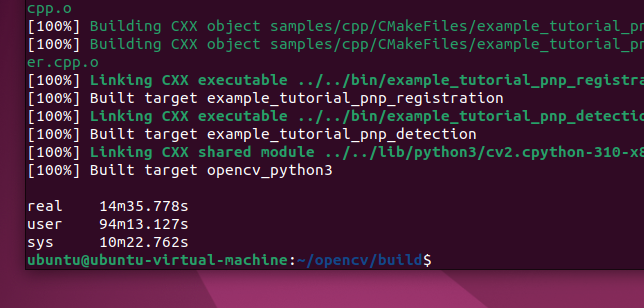 cpp.o
[100%] Building CXX object samples/cpp/CMakeFiles/example_tutorial_pn
[100%] Building CXX object samples/cpp/CMakeFiles/example_tutorial_pn
er.cpp.o
[100%] Linking CXX executable ../../bin/example_tutorial_pnp_registra
[100%] Built target example_tutorial_pnp_registration
[100%] Linking CXX executable ../../bin/example_tutorial_pnp_detectio
[100%] Built target example_tutorial_pnp_detection
[100%] Linking CXX shared module ../../lib/python3/cv2.cpython-310-x8
[100%] Built target opencv_python3
real 14m35.778s
user 94m13.127s
sys 10m22.762s
ubuntu@ubuntu-virtual-machine:~/opencv/build$